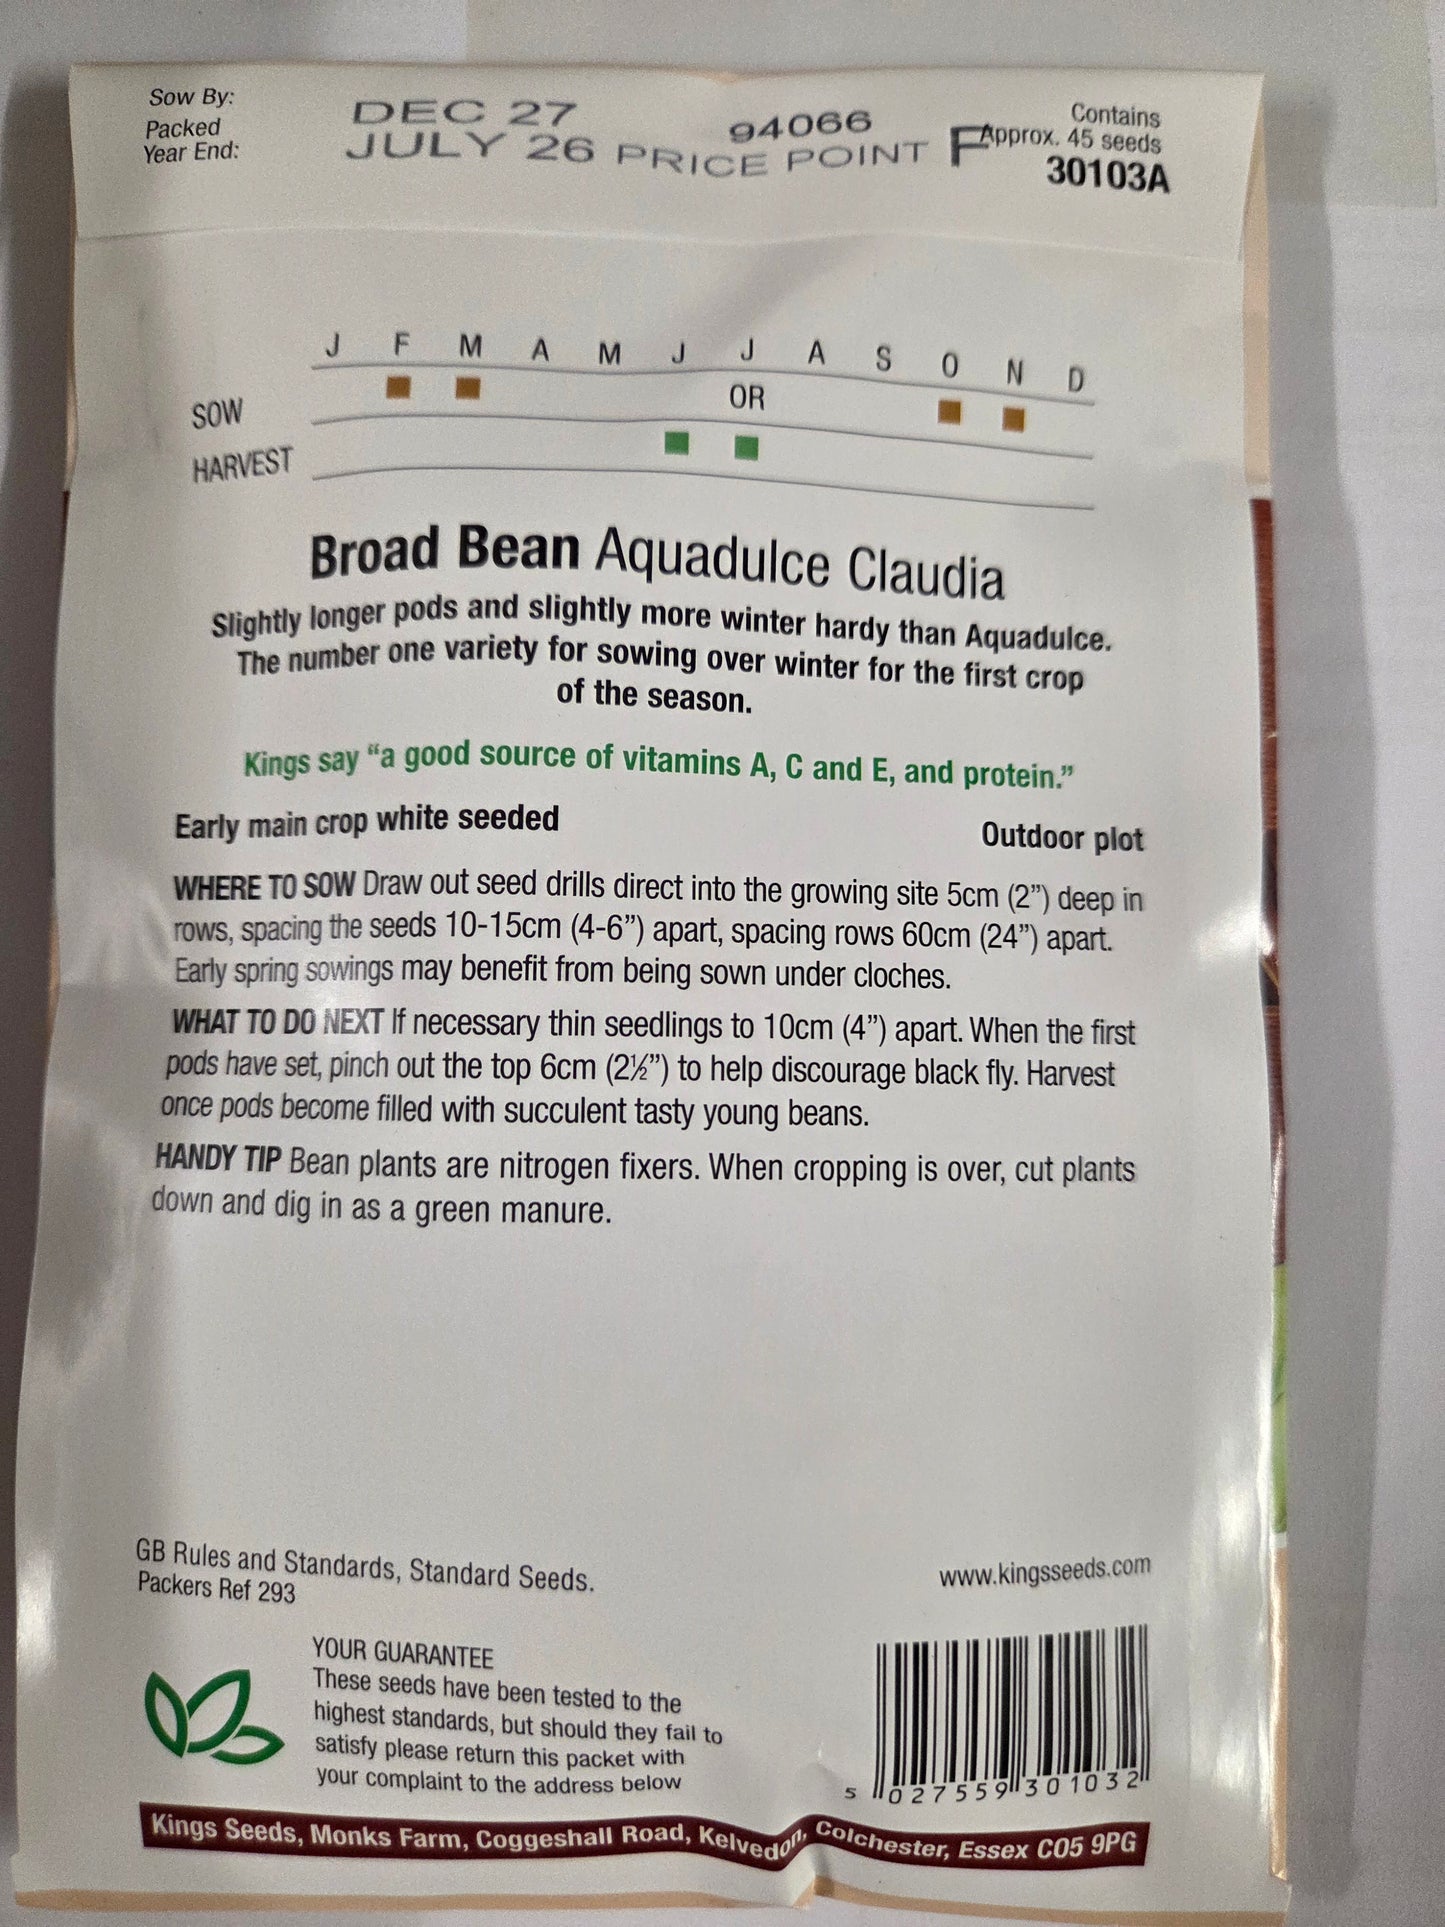 Sow By: DEC 27 94066 Contains
Packed JULY 26 PRICE POINT F Approx. 45 seeds
Year End: 30103A
J F M A M J J A S O N D
SOW OR
HARVEST
Broad Bean Aquadulce Claudia
Slightly longer pods and slightly more winter hardy than Aquadulce.
The number one variety for sowing over winter for the first crop
of the season.
Kings say “a good source of vitamins A, C and E, and protein.”
Early main crop white seeded Outdoor plot
WHERE TO SOW Draw out seed drills direct into the growing site 5cm (2”) deep in
rows, spacing the seeds 10-15cm (4-6”) apart, spacing rows 60cm (24”) apart.
Early spring sowings may benefit from being sown under cloches.
WHAT TO DO NEXT If necessary thin seedlings to 10cm (4”) apart. When the first
pods have set, pinch out the top 6cm (2½”) to help discourage black fly. Harvest
once pods become filled with succulent tasty young beans.
HANDY TIP Bean plants are nitrogen fixers. When cropping is over, cut plants
down and dig in as a green manure.
GB Rules and Standards, Standard Seeds.
Packers Ref 293
www.kingsseeds.com
YOUR GUARANTEE
These seeds have been tested to the
highest standards, but should they fail to
satisfy please return this packet with
your complaint to the address below
5 027559 301032
Kings Seeds, Monks Farm, Coggeshall Road, Kelvedon, Colchester, Essex CO5 9PG